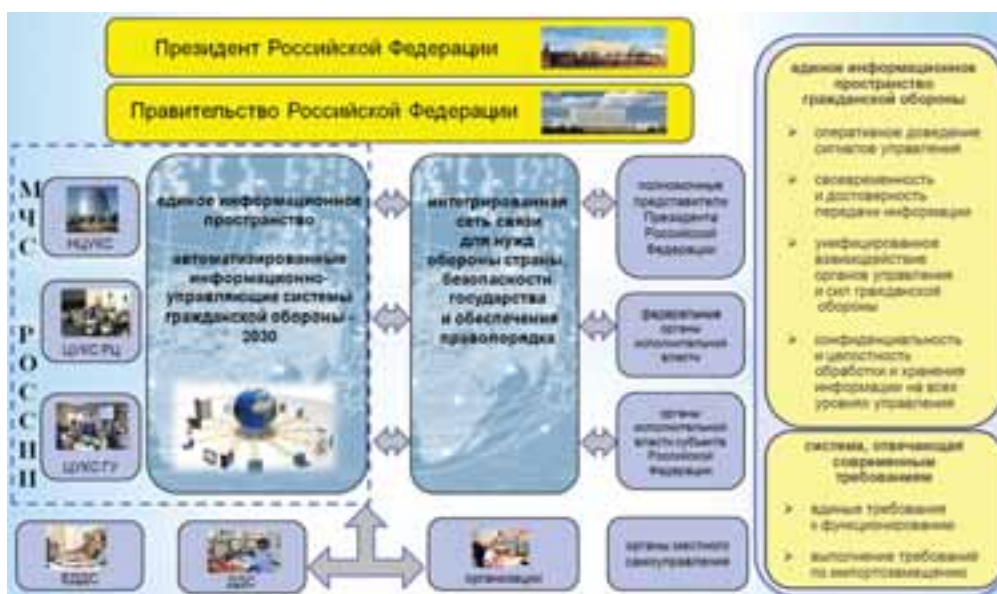 Президент Российской Федерации
Правительство Российской Федерации
МЧС РОССИИ
НЦУКС
ЦУКС РЦ
ЦУКС ГУ
единое информационное
пространство
автоматизированные
информационно-
управляющие системы
гражданской обороны -
2030
интегрированная
сеть связи
для нужд
обороны страны,
безопасности
государства
и обеспечения
правопорядка
полномочные
представители
Президента
Российской
Федерации
федеральные
органы
исполнительной
власти
органы
исполнительной
власти субъекта
Российской
Федерации
ЕДДС
ДДС
организации
органы местного
самоуправления
единое информационное
пространство
гражданской обороны
оперативное доведение
сигналов управления
своевременность
и достоверность
передачи информации
унифицированное
взаимодействие
органов управления
и сил гражданской
обороны
конфиденциальность
и целостность
обработки и хранения
информации на всех
уровнях управления
система, отвечающая
современным
требованиям
единые требования
к функционированию
выполнение требований
по импортозамещению